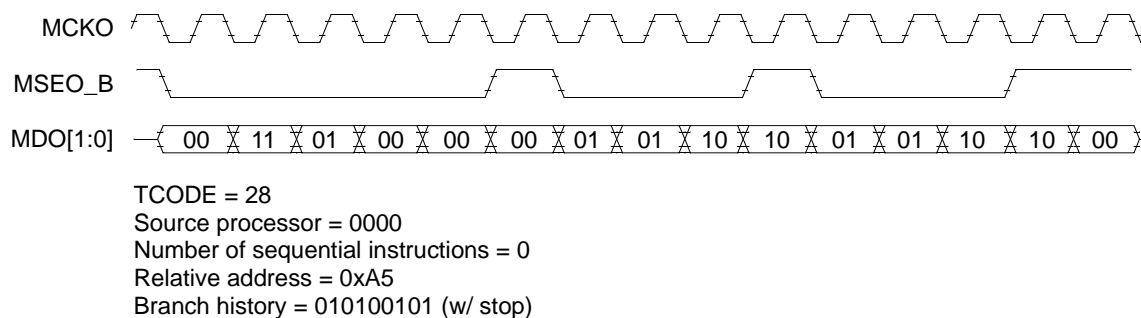 MCKO
MSEO_B
MDO[1:0] 00 11 01 00 00 00 01 01 10 10 01 01 10 10 00
TCODE = 28
Source processor = 0000
Number of sequential instructions = 0
Relative address = 0xA5
Branch history = 010100101 (w/ stop)